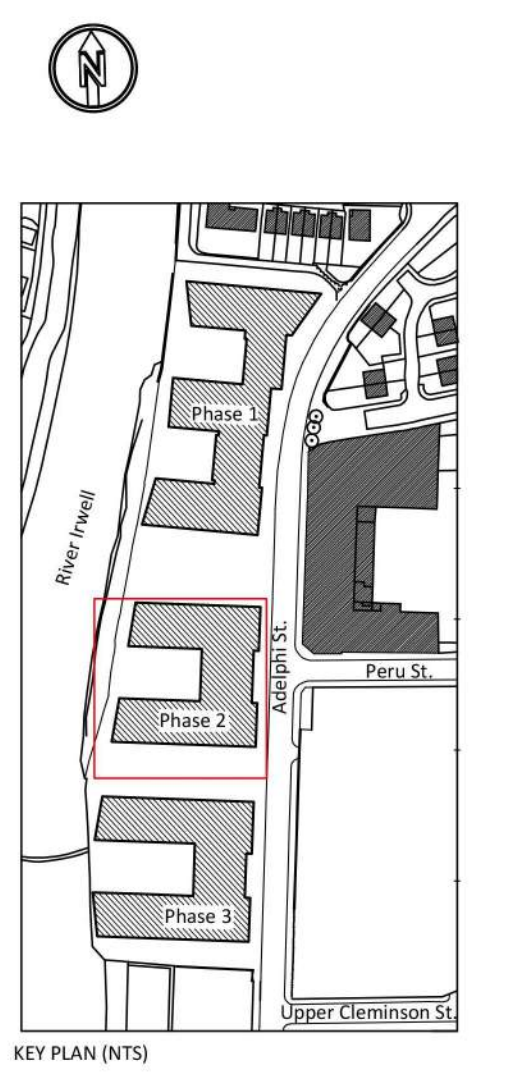 N
Phase 1
River Irwell
Adelphi St.
Peru St.
Phase 2
Phase 3
Upper Cleminson St.
KEY PLAN (NTS)